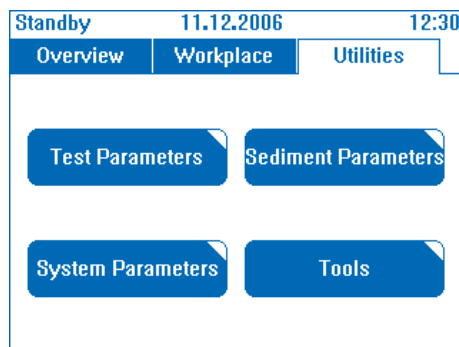 Standby 11.12.2006 12:30
Overview Workplace Utilities
Test Parameters Sediment Parameters
System Parameters Tools